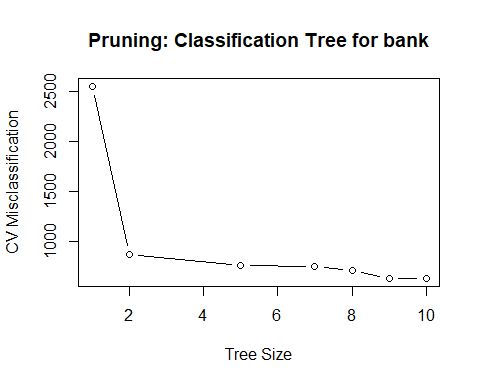 Pruning: Classification Tree for bank
CV Misclassification
2500
2000
1500
1000
2 4 6 8 10
Tree Size